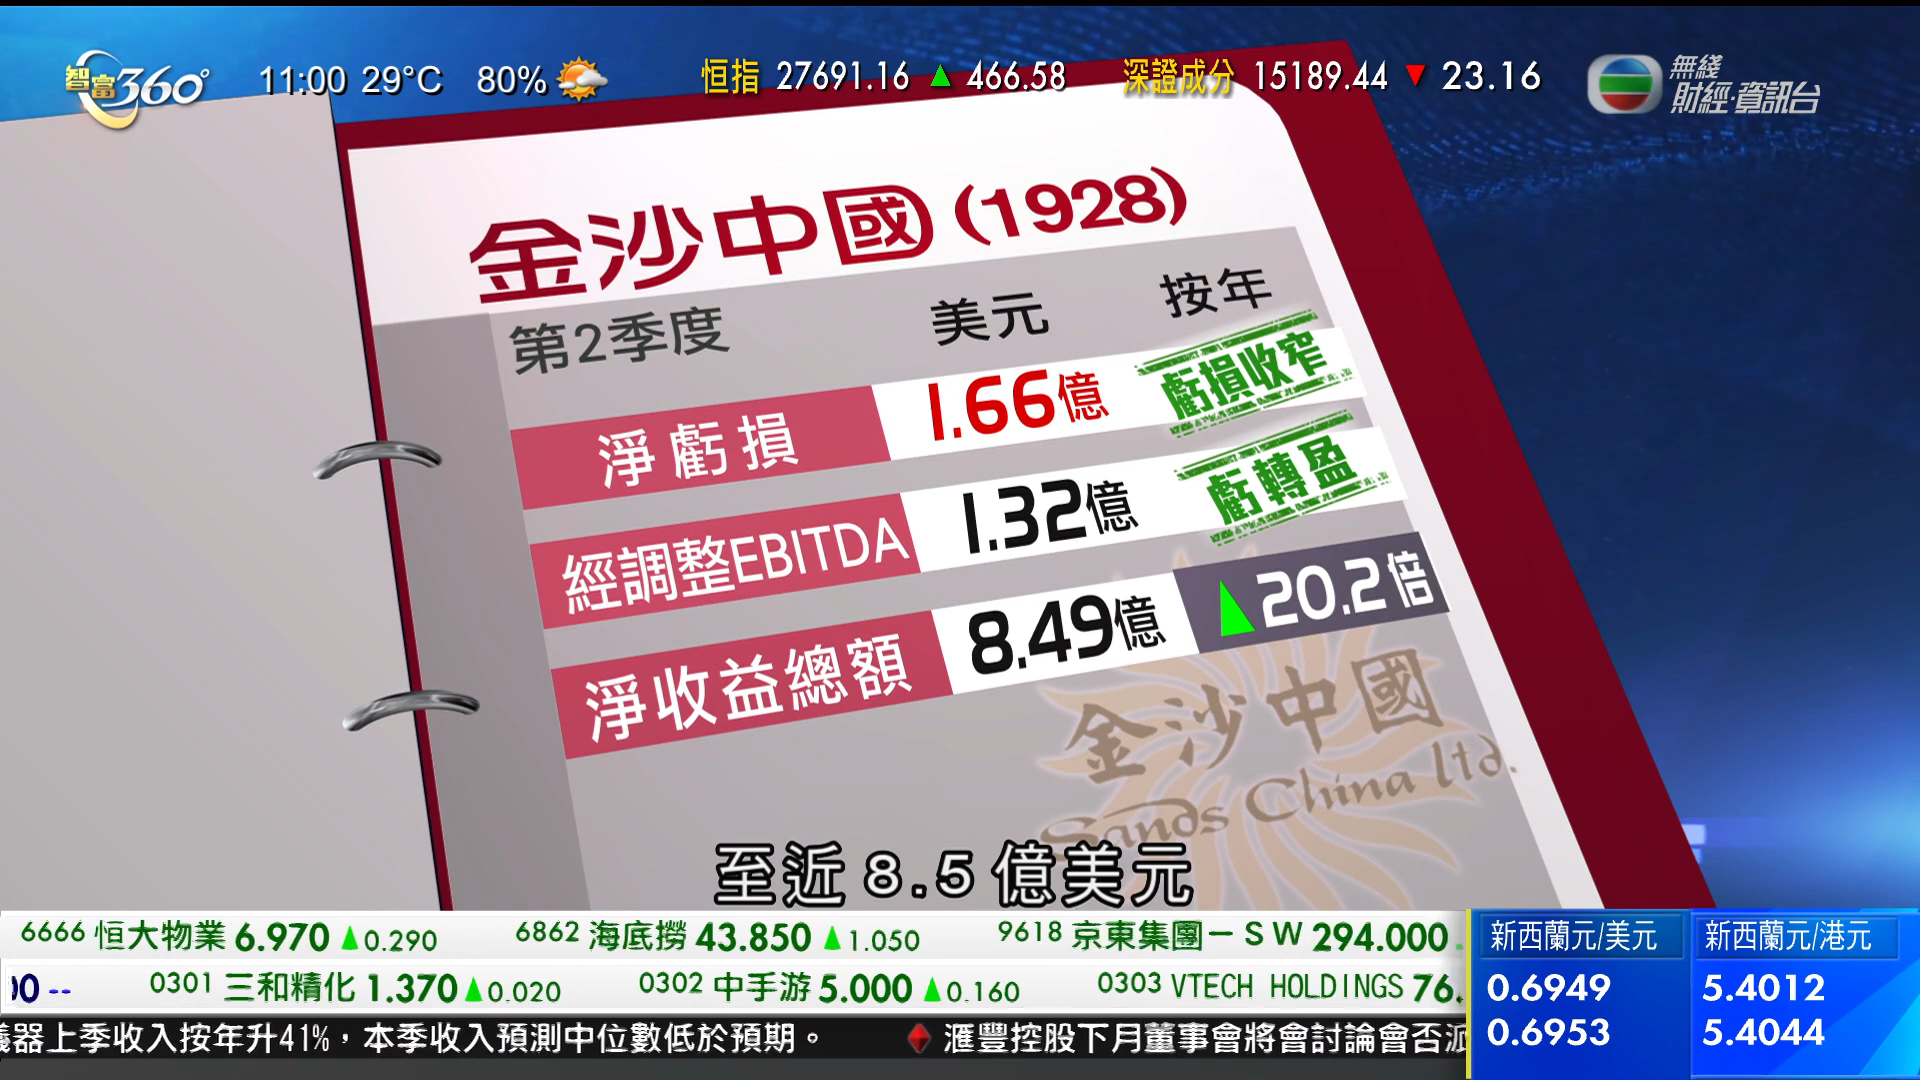 智富360° 11:00 29°C 80% 恒指 27691.16 ▲ 466.58 深證成分 15189.44 ▼ 23.16 無綫
財經·資訊台
金沙中國(1928)
第2季度 美元 按年
淨虧損 1.66億 虧損收窄
經調整EBITDA 1.32億 虧轉盈
淨收益總額 8.49億 ▲20.2倍
金沙中國
Sands China Ltd.
至近8.5億美元
6666 恒大物業 6.970 ▲0.290 6862 海底撈 43.850 ▲1.050 9618 京東集團－ＳＷ 294.000
-- 0301 三和精化 1.370 ▲0.020 0302 中手游 5.000 ▲0.160 0303 VTECH HOLDINGS 76.
器上季收入按年升41%，本季收入預測中位數低於預期。 ◆ 滙豐控股下月董事會將會討論會否派
新西蘭元/美元 新西蘭元/港元
0.6949 5.4012
0.6953 5.4044